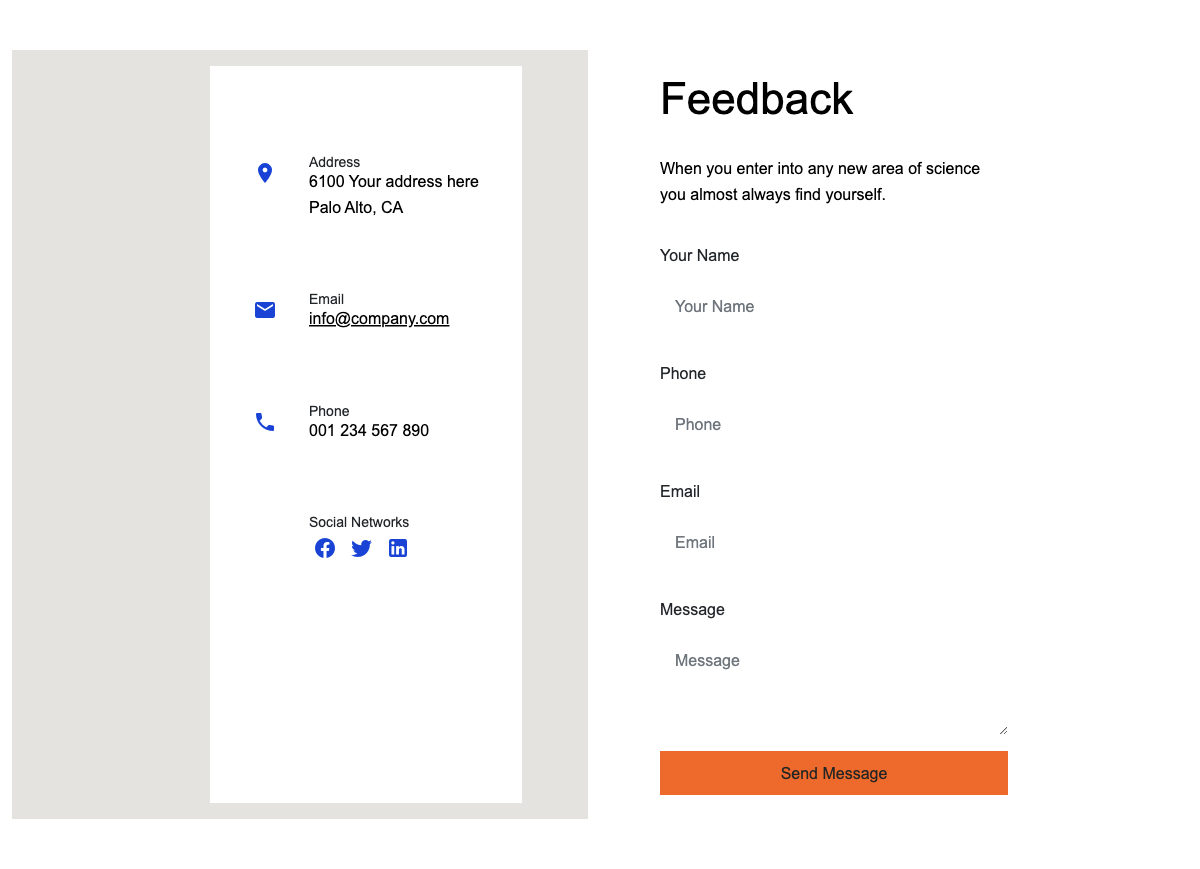 Address
6100 Your address here
Palo Alto, CA
Email
info@company.com
Phone
001 234 567 890
Social Networks
Feedback
When you enter into any new area of science
you almost always find yourself.
Your Name
Your Name
Phone
Phone
Email
Email
Message
Message
Send Message